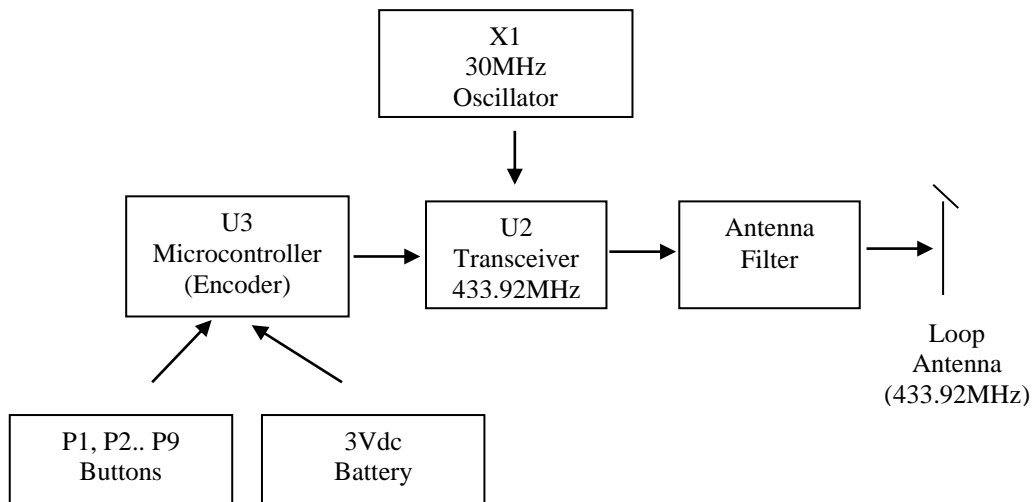 X1
30MHz
Oscillator
U3
Microcontroller
(Encoder)
U2
Transceiver
433.92MHz
Antenna
Filter
Loop
Antenna
(433.92MHz)
P1, P2.. P9
Buttons
3Vdc
Battery